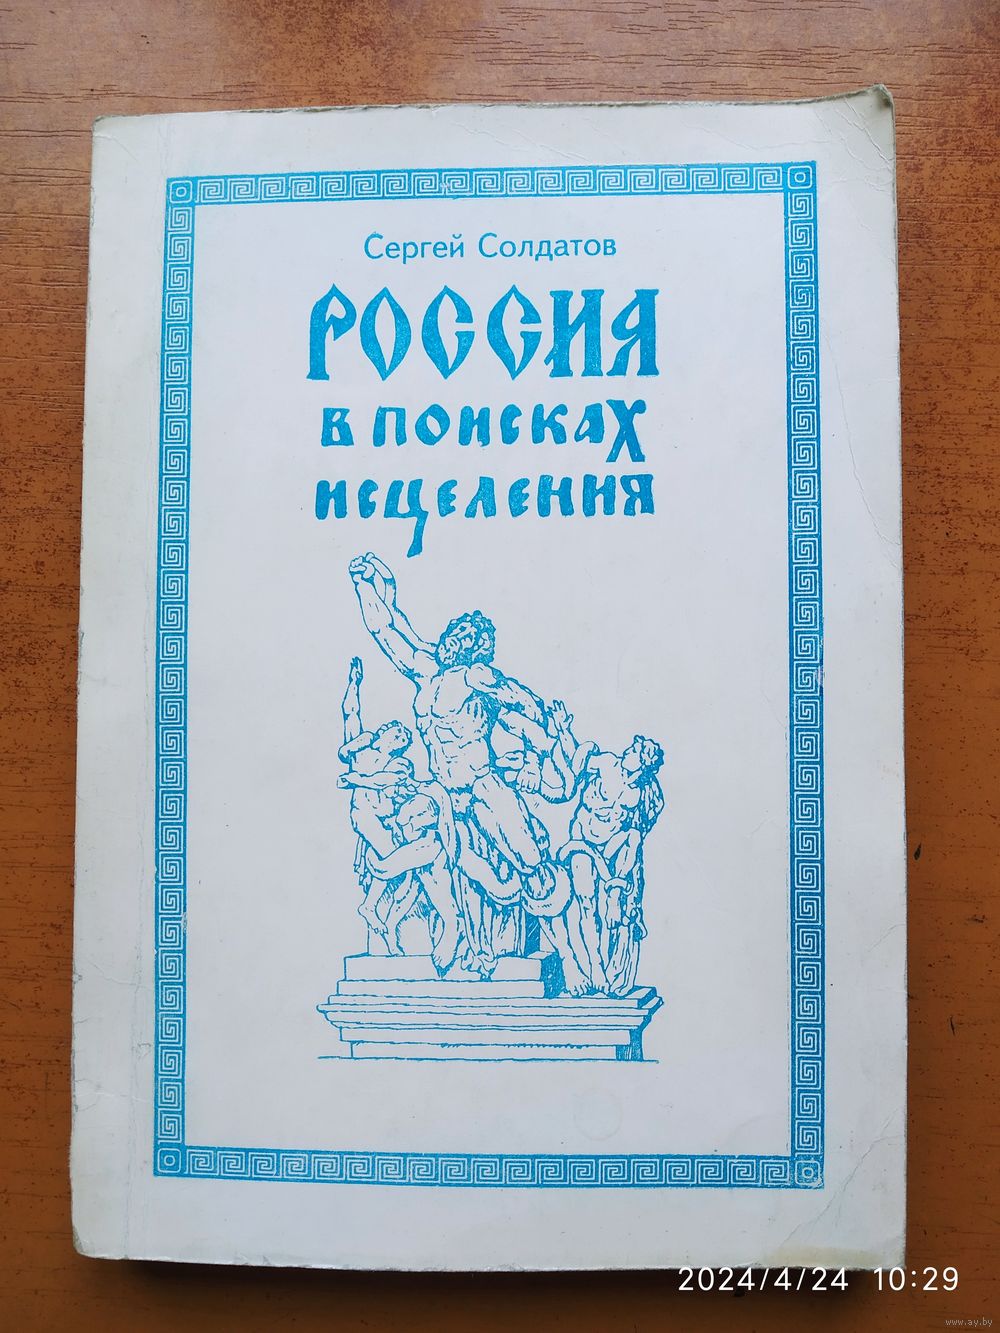 Сергей Солдатов
РОССИЯ
В ПОИСКАХ
ИСЦЕЛЕНИЯ
2024/4/24 10:29
www.ay.by